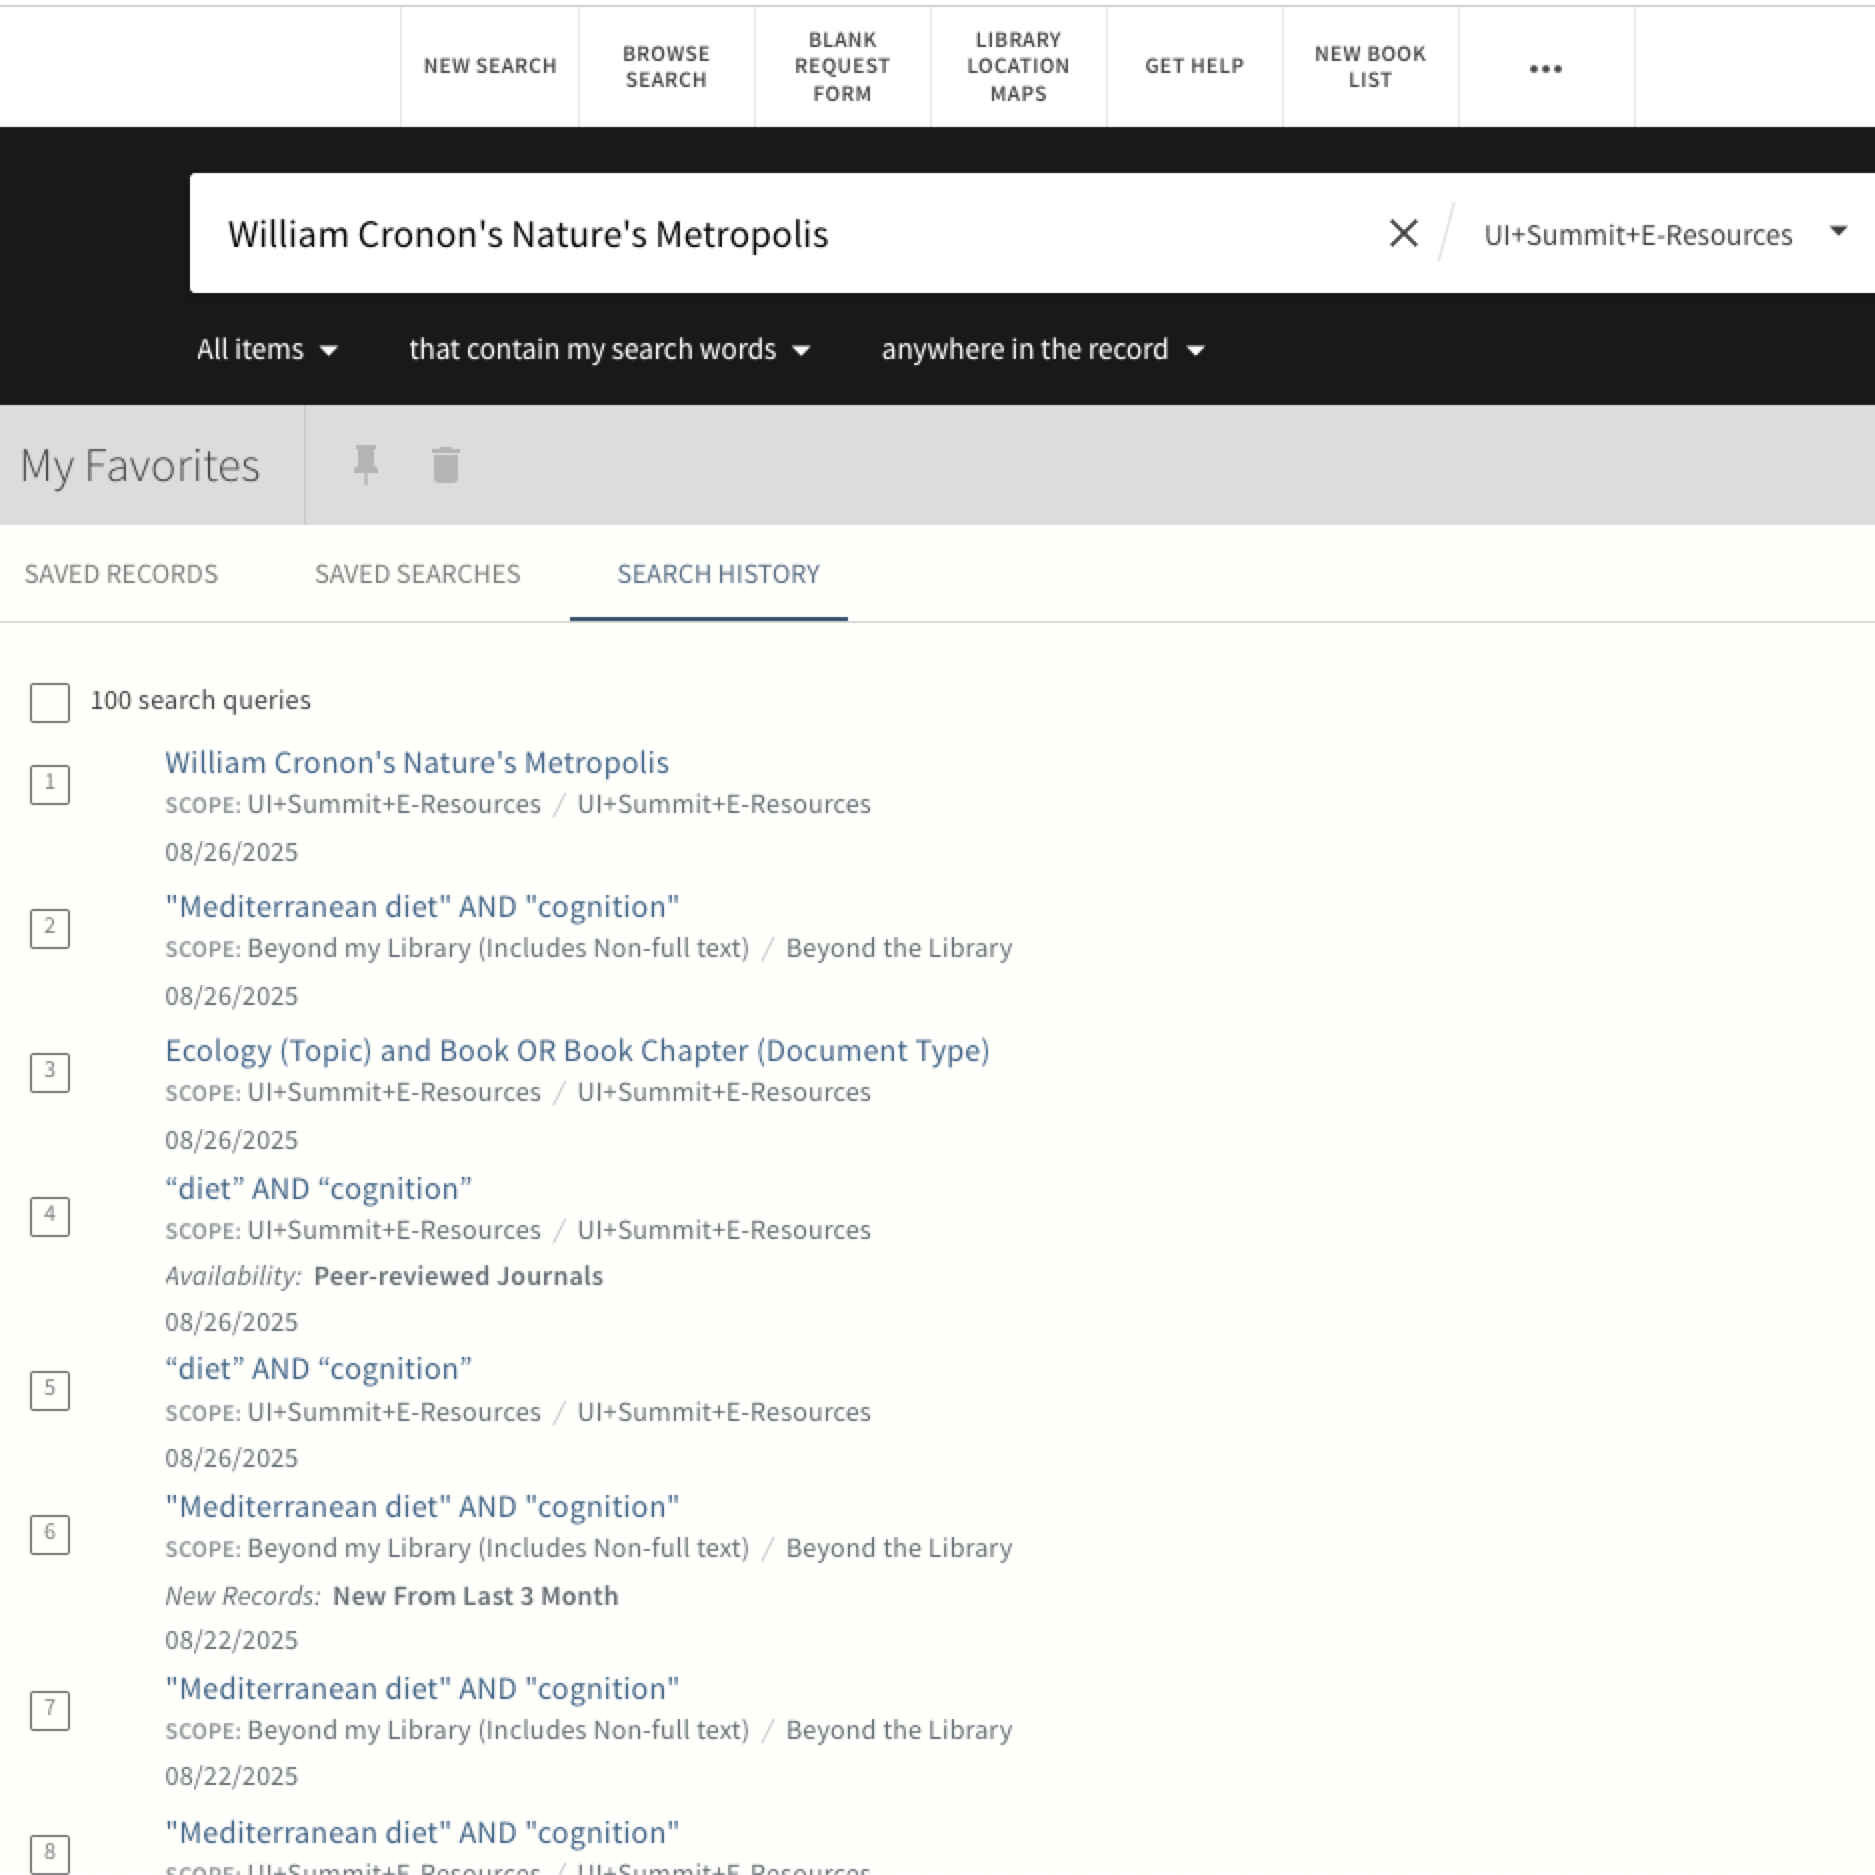 NEW SEARCH
BROWSE
SEARCH
BLANK
REQUEST
FORM
LIBRARY
LOCATION
MAPS
GET HELP
NEW BOOK
LIST
•••
William Cronon's Nature's Metropolis
UI+Summit+E-Resources
All items that contain my search words anywhere in the record
My Favorites
SAVED RECORDS SAVED SEARCHES SEARCH HISTORY
100 search queries
1 William Cronon's Nature's Metropolis
SCOPE: UI+Summit+E-Resources / UI+Summit+E-Resources
08/26/2025
2 "Mediterranean diet" AND "cognition"
SCOPE: Beyond my Library (Includes Non-full text) / Beyond the Library
08/26/2025
3 Ecology (Topic) and Book OR Book Chapter (Document Type)
SCOPE: UI+Summit+E-Resources / UI+Summit+E-Resources
08/26/2025
4 “diet” AND “cognition”
SCOPE: UI+Summit+E-Resources / UI+Summit+E-Resources
Availability: Peer-reviewed Journals
08/26/2025
5 “diet” AND “cognition”
SCOPE: UI+Summit+E-Resources / UI+Summit+E-Resources
08/26/2025
6 "Mediterranean diet" AND "cognition"
SCOPE: Beyond my Library (Includes Non-full text) / Beyond the Library
New Records: New From Last 3 Month
08/22/2025
7 "Mediterranean diet" AND "cognition"
SCOPE: Beyond my Library (Includes Non-full text) / Beyond the Library
08/22/2025
8 "Mediterranean diet" AND "cognition"
SCOPE: UI+Summit+E-Resources / UI+Summit+E-Resources